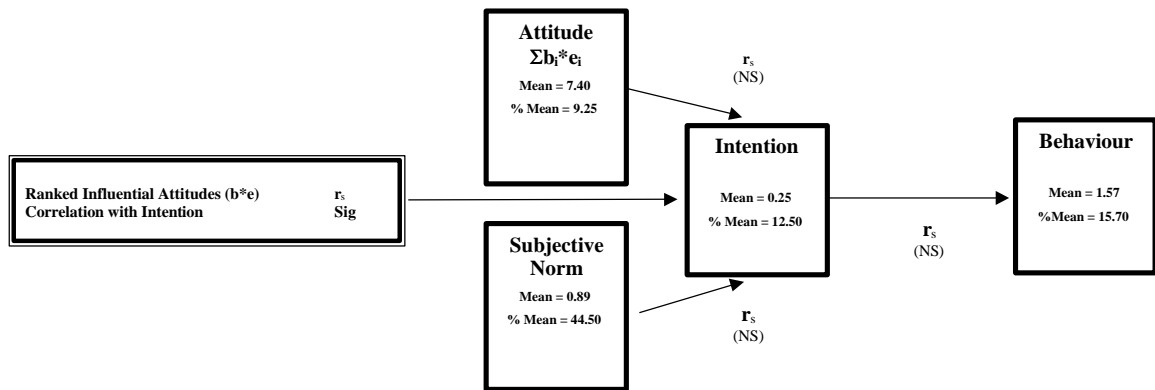 Attitude
Σbᵢ*eᵢ
Mean = 7.40
% Mean = 9.25
rₛ
(NS)
Ranked Influential Attitudes (b*e) rₛ
Correlation with Intention Sig
Intention
Mean = 0.25
% Mean = 12.50
Behaviour
Mean = 1.57
%Mean = 15.70
rₛ
(NS)
Subjective
Norm
Mean = 0.89
% Mean = 44.50
rₛ
(NS)